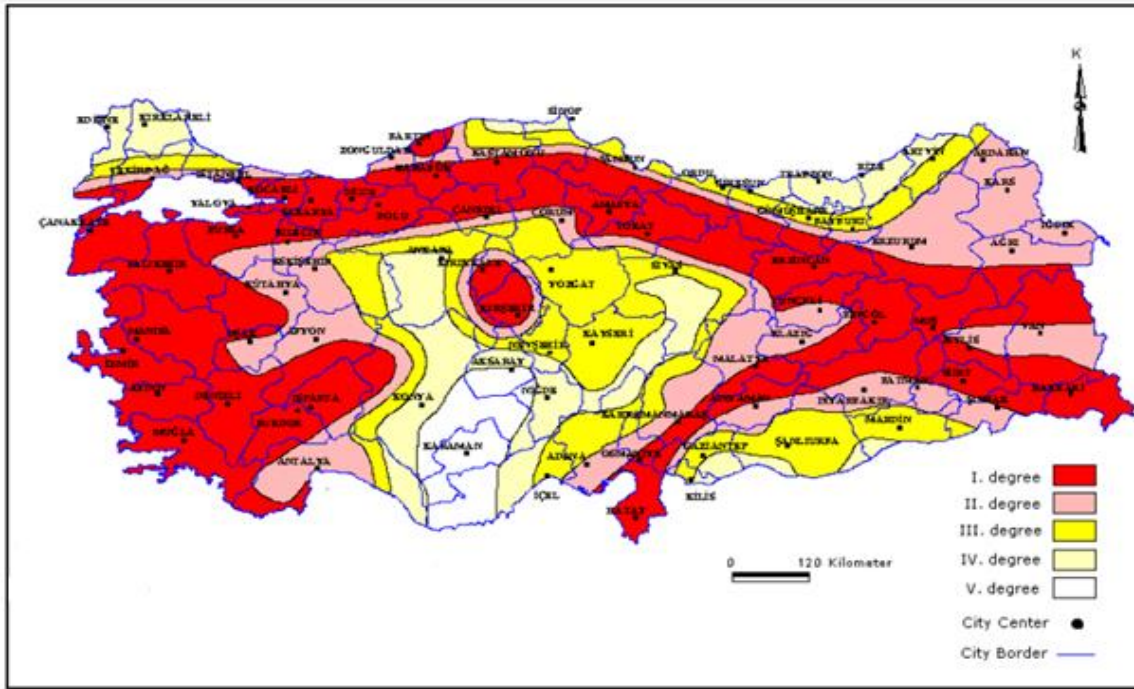 K
SİNOP
EDİRNE
KIRKLARELİ
BARTIN
ZONGULDAK
KASTAMONU
SAMSUN
ARTVİN
ARDAHAN
RİZE
TEKİRDAĞ
İSTANBUL
KARABÜK
ORDU
GİRESUN
TRABZON
KARS
KOCAELİ
DÜZCE
YALOVA
SAKARYA
BOLU
ÇANKIRI
ÇORUM
AMASYA
TOKAT
GÜMÜŞHANE
BAYBURT
ÇANAKKALE
BURSA
BİLECİK
ERZURUM
IĞDIR
AĞRI
ANKARA
BALIKESİR
ESKİŞEHİR
KIRIKKALE
YOZGAT
SİVAS
ERZİNCAN
KÜTAHYA
KIRŞEHİR
TUNCELİ
BİNGÖL
MUŞ
VAN
MANİSA
UŞAK
AFYON
KAYSERİ
ELAZIĞ
BİTLİS
İZMİR
NEVŞEHİR
AKSARAY
MALATYA
SİİRT
AYDIN
DENİZLİ
ISPARTA
KONYA
NİĞDE
ADIYAMAN
DIYARBAKIR
BATMAN
ŞIRNAK
HAKKARİ
BURDUR
KAHRAMANMARAŞ
MARDİN
MUĞLA
KARAMAN
GAZİANTEP
ŞANLIURFA
ANTALYA
ADANA
OSMANİYE
İÇEL
KİLİS
HATAY
I. degree
II. degree
III. degree
IV. degree
V. degree
0 120 Kilometer
City Center
City Border